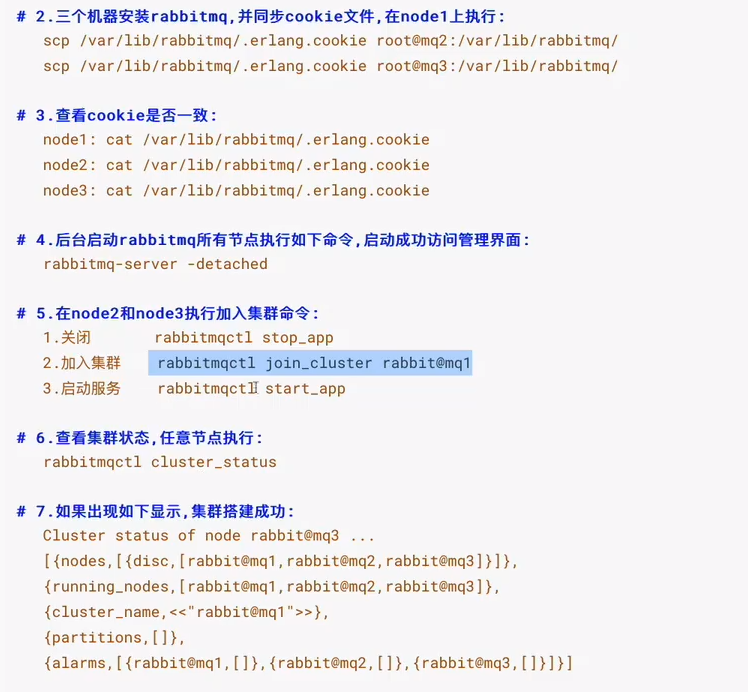 # 2.三个机器安装rabbitmq,并同步cookie文件,在node1上执行:
scp /var/lib/rabbitmq/.erlang.cookie root@mq2:/var/lib/rabbitmq/
scp /var/lib/rabbitmq/.erlang.cookie root@mq3:/var/lib/rabbitmq/
# 3.查看cookie是否一致:
node1: cat /var/lib/rabbitmq/.erlang.cookie
node2: cat /var/lib/rabbitmq/.erlang.cookie
node3: cat /var/lib/rabbitmq/.erlang.cookie
# 4.后台启动rabbitmq所有节点执行如下命令,启动成功访问管理界面:
rabbitmq-server -detached
# 5.在node2和node3执行加入集群命令:
1.关闭 rabbitmqctl stop_app
2.加入集群 rabbitmqctl join_cluster rabbit@mq1
3.启动服务 rabbitmqctl start_app
# 6.查看集群状态,任意节点执行:
rabbitmqctl cluster_status
# 7.如果出现如下显示,集群搭建成功:
Cluster status of node rabbit@mq3 ...
[{nodes,[{disc,[rabbit@mq1,rabbit@mq2,rabbit@mq3]}]},
{running_nodes,[rabbit@mq1,rabbit@mq2,rabbit@mq3]},
{cluster_name,<<"rabbit@mq1">>},
{partitions,[]},
{alarms,[{rabbit@mq1,[]},{rabbit@mq2,[]},{rabbit@mq3,[]}]}]